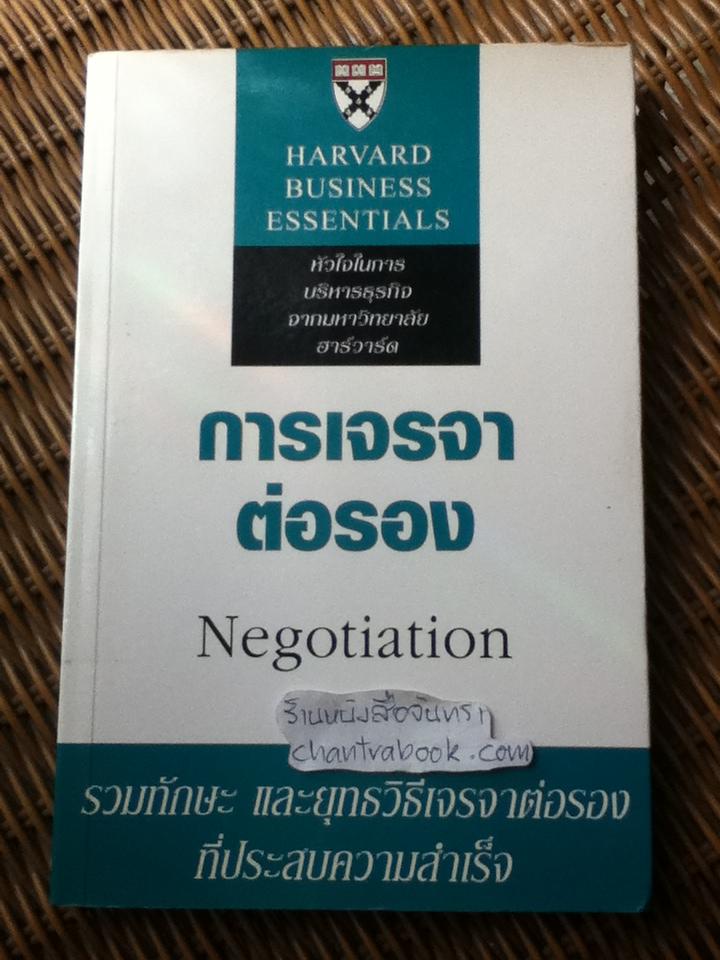 HARVARD
BUSINESS
ESSENTIALS
หัวใจในการ
บริหารธุรกิจ
จากมหาวิทยาลัย
ฮาร์วาร์ด
การเจรจา
ต่อรอง
Negotiation
ร้านหนังสือจันทรา
chantrabook.com
รวมทักษะ และยุทธวิธีเจรจาต่อรอง
ที่ประสบความสำเร็จ